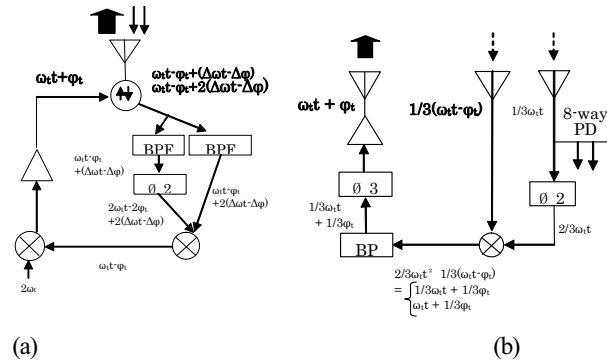 ωₜt+φₜ
ωₜt-φₜ+(Δωt-Δφ)
ωₜt-φₜ+2(Δωt-Δφ)
BPF BPF
ωₜt-φₜ
+(Δωt-Δφ)
Ø 2
2ωₜt-2φₜ
+2(Δωt-Δφ)
ωₜt-φₜ
+2(Δωt-Δφ)
ωₜt-φₜ
2ωₜ
(a)
ωₜt + φₜ
1/3(ωₜt-φₜ)
1/3ωₜt
8-way
PD
Ø 3
Ø 2
1/3ωₜt
+ 1/3φₜ
2/3ωₜt
BP
2/3ωₜt² 1/3(ωₜt-φₜ)
= { 1/3ωₜt + 1/3φₜ
ωₜt + 1/3φₜ
(b)